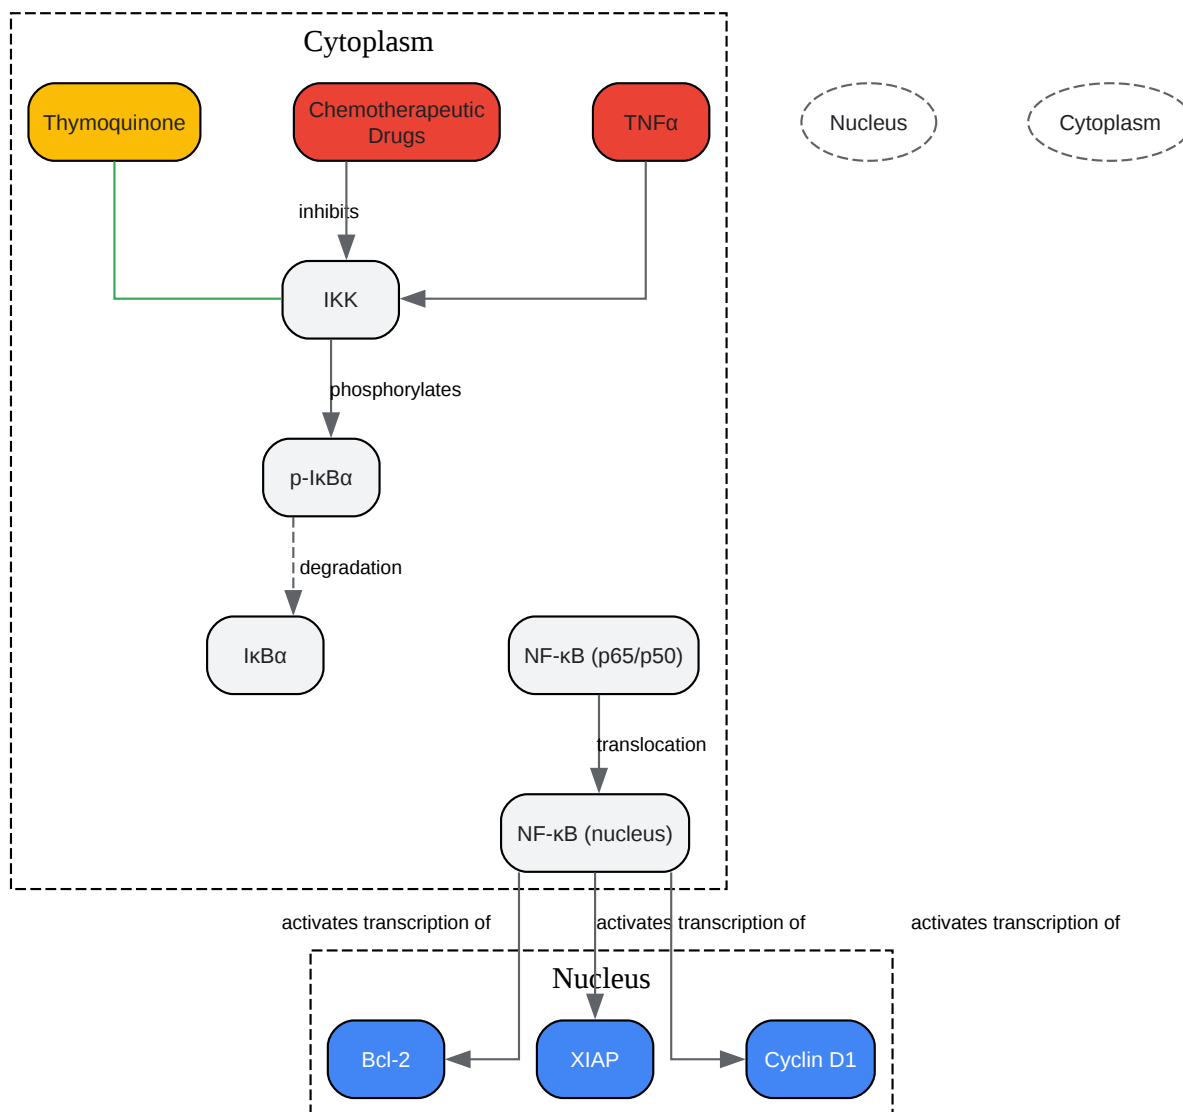 Cytoplasm
Thymoquinone
Chemotherapeutic
Drugs
TNFα
Nucleus
Cytoplasm
inhibits
IKK
phosphorylates
p-IκBα
degradation
IκBα
NF-κB (p65/p50)
translocation
NF-κB (nucleus)
activates transcription of
activates transcription of
activates transcription of
Nucleus
Bcl-2
XIAP
Cyclin D1